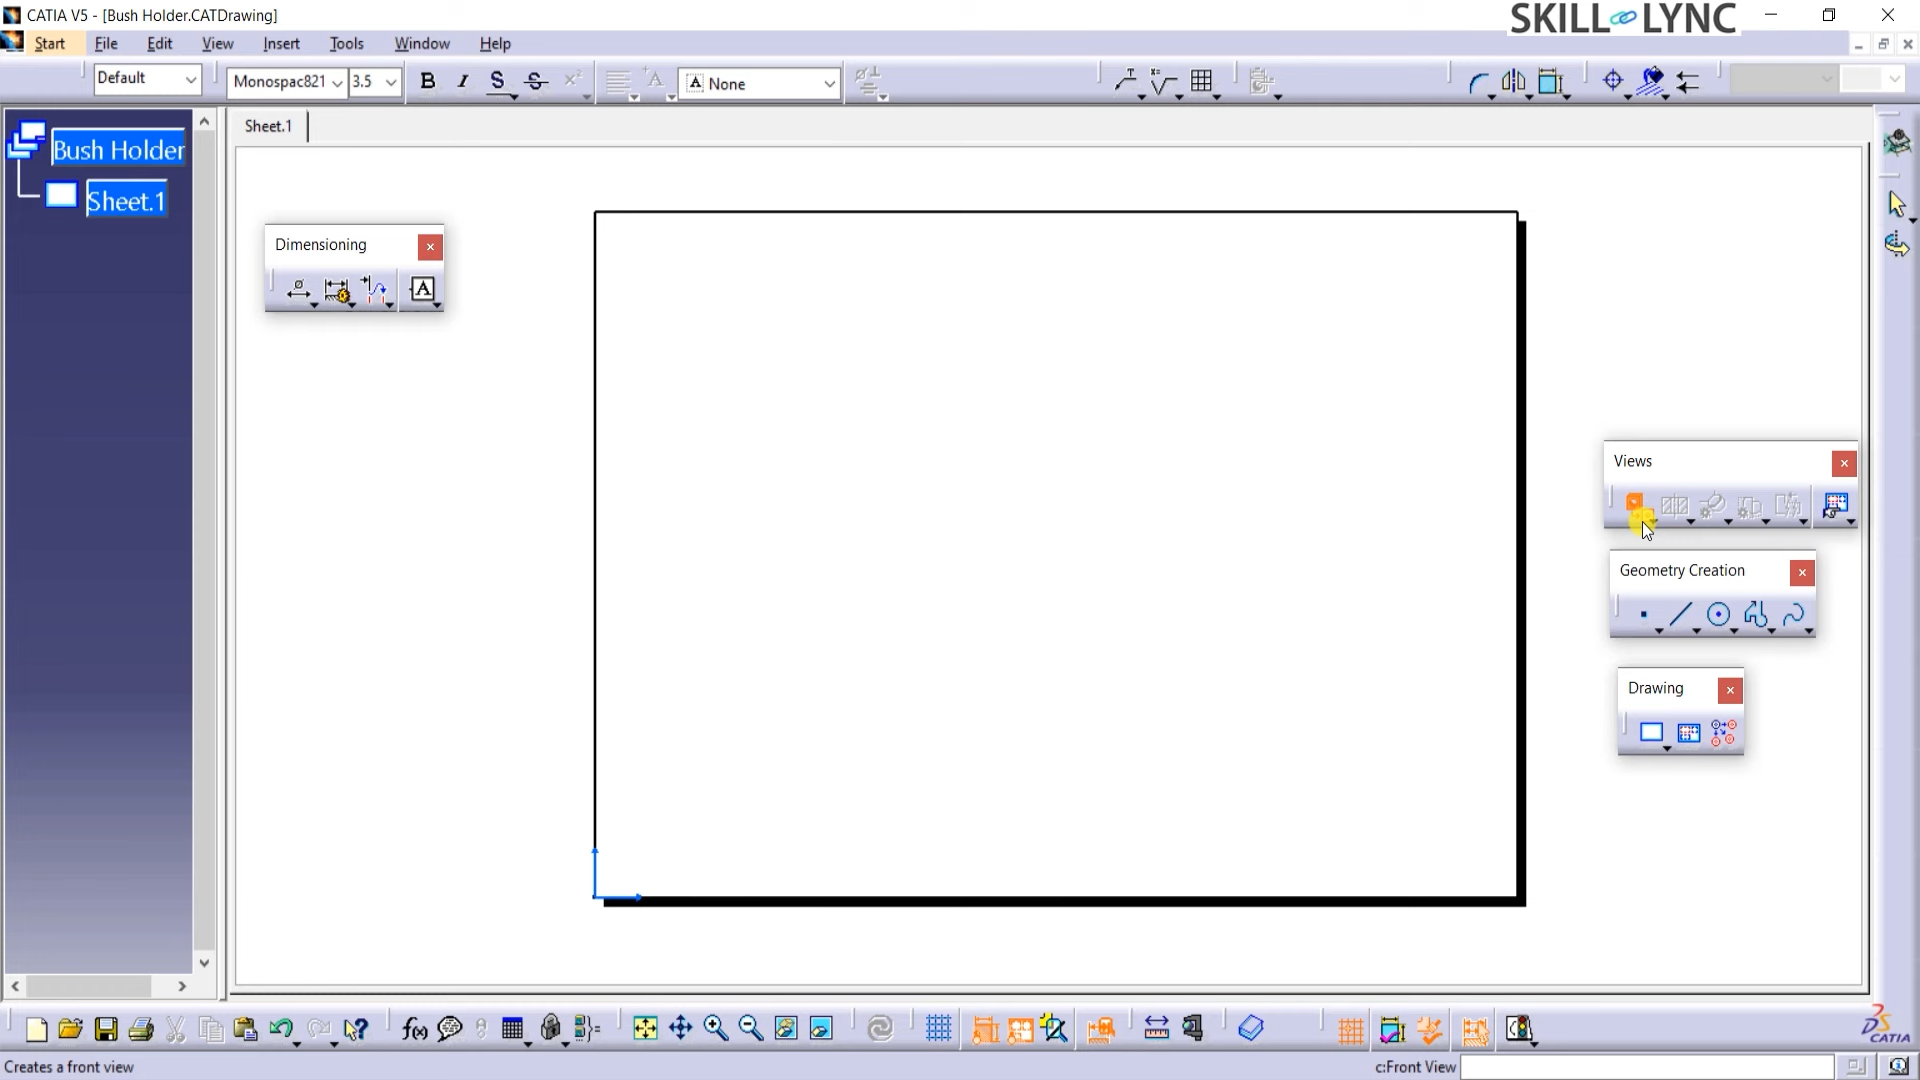 CATIA V5 - [Bush Holder.CATDrawing]
SKILL LYNC
Start File Edit View Insert Tools Window Help
Default Monospac821 3.5 B I S S None
Bush Holder
Sheet.1
Sheet.1
Dimensioning
A
Views
Geometry Creation
Drawing
f(x)
CATIA
Creates a front view
c:Front View